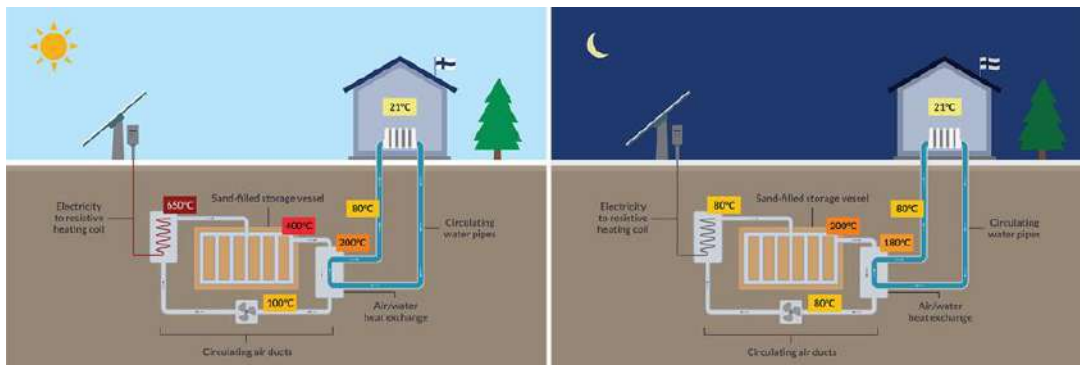 21°C
650°C
Sand-filled storage vessel
Electricity
to resistive
heating coil
80°C
600°C
Circulating
water pipes
200°C
100°C
Air/water
heat exchange
Circulating air ducts
21°C
80°C
Sand-filled storage vessel
Electricity
to resistive
heating coil
80°C
200°C
Circulating
water pipes
180°C
80°C
Air/water
heat exchange
Circulating air ducts